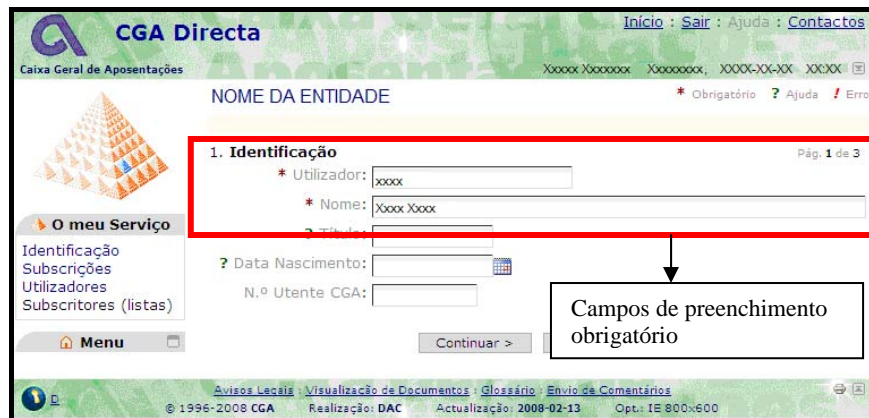 CGA Directa
Início : Sair : Ajuda : Contactos
Caixa Geral de Aposentações
Xxxxx Xxxxxxx Xxxxxxxx, XXXX-XX-XX XX:XX
NOME DA ENTIDADE
* Obrigatório ? Ajuda ! Erro
1. Identificação
Pág. 1 de 3
* Utilizador: xxxx
* Nome: Xxxx Xxxx
? Título:
? Data Nascimento:
N.º Utente CGA:
O meu Serviço
Identificação
Subscrições
Utilizadores
Subscritores (listas)
Menu
Continuar >
Campos de preenchimento
obrigatório
D
Avisos Legais : Visualização de Documentos : Glossário : Envio de Comentários
© 1996-2008 CGA Realização: DAC Actualização: 2008-02-13 Opt.: IE 800x600